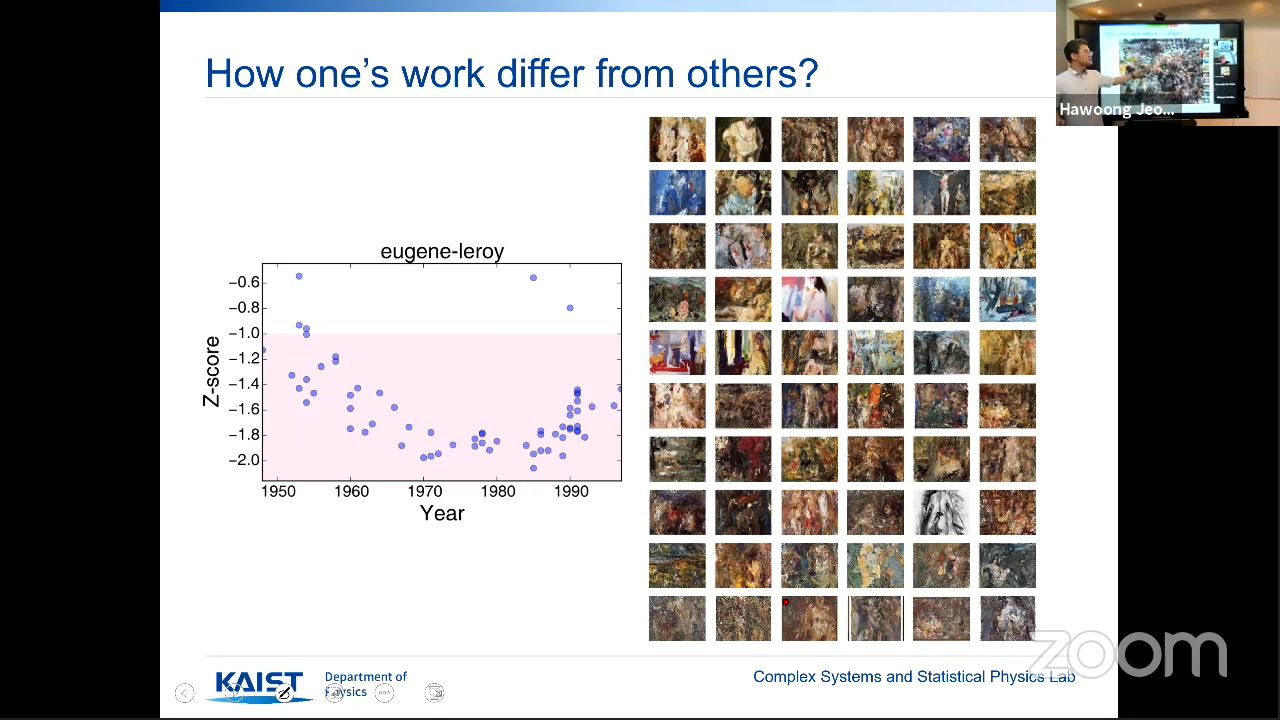 How one's work differ from others?
Hawoong Jeo...
eugene-leroy
−0.6
−0.8
−1.0
−1.2
−1.4
−1.6
−1.8
−2.0
Z-score
1950 1960 1970 1980 1990
Year
KAIST
Department of
Physics
Complex Systems and Statistical Physics Lab
zoom